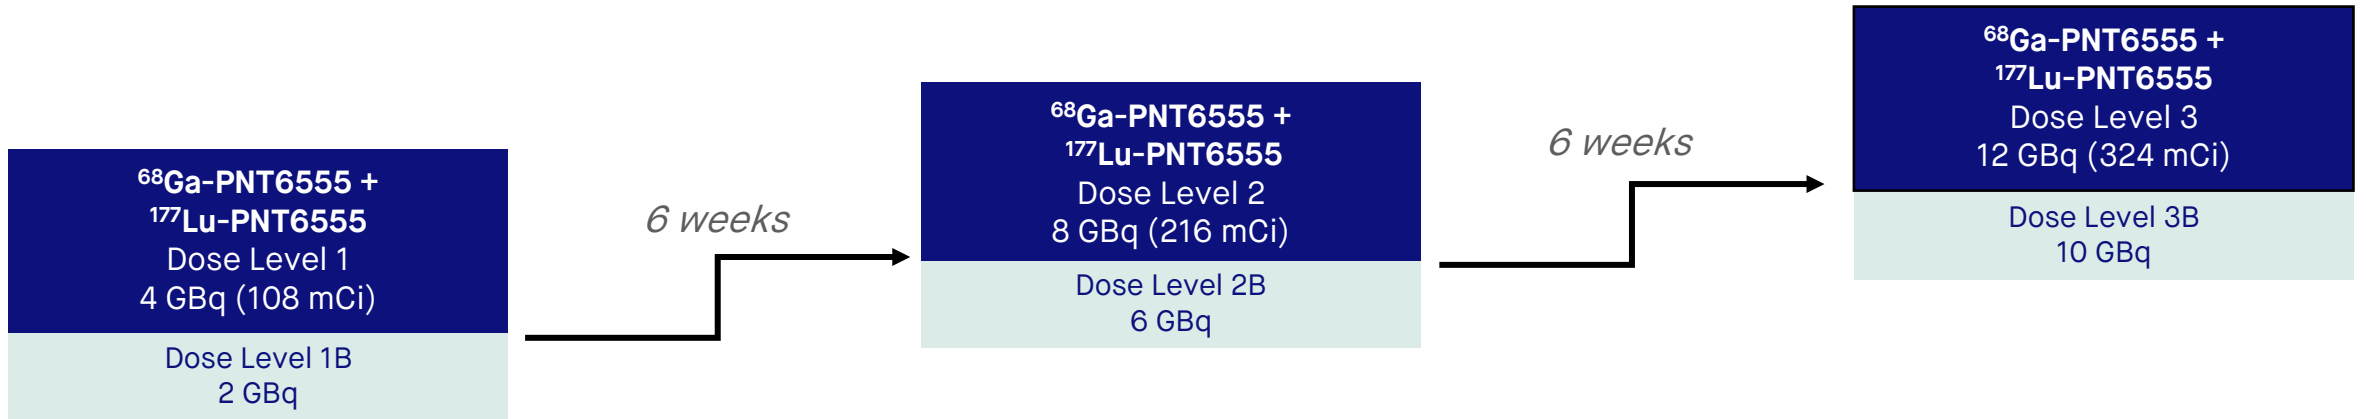 ⁶⁸Ga-PNT6555 +
¹⁷⁷Lu-PNT6555
Dose Level 1
4 GBq (108 mCi)
Dose Level 1B
2 GBq
6 weeks
⁶⁸Ga-PNT6555 +
¹⁷⁷Lu-PNT6555
Dose Level 2
8 GBq (216 mCi)
Dose Level 2B
6 GBq
6 weeks
⁶⁸Ga-PNT6555 +
¹⁷⁷Lu-PNT6555
Dose Level 3
12 GBq (324 mCi)
Dose Level 3B
10 GBq